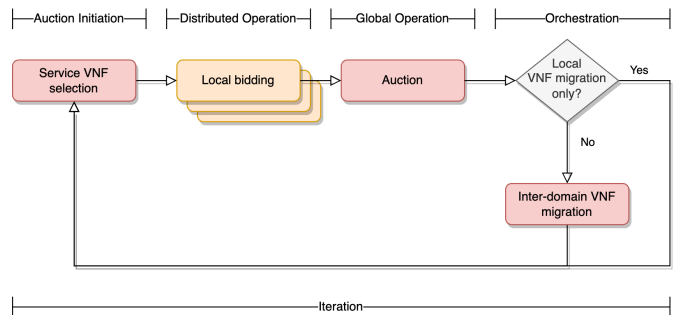 Auction Initiation
Distributed Operation
Global Operation
Orchestration
Service VNF
selection
Local bidding
Auction
Local
VNF migration
only?
Yes
No
Inter-domain VNF
migration
Iteration